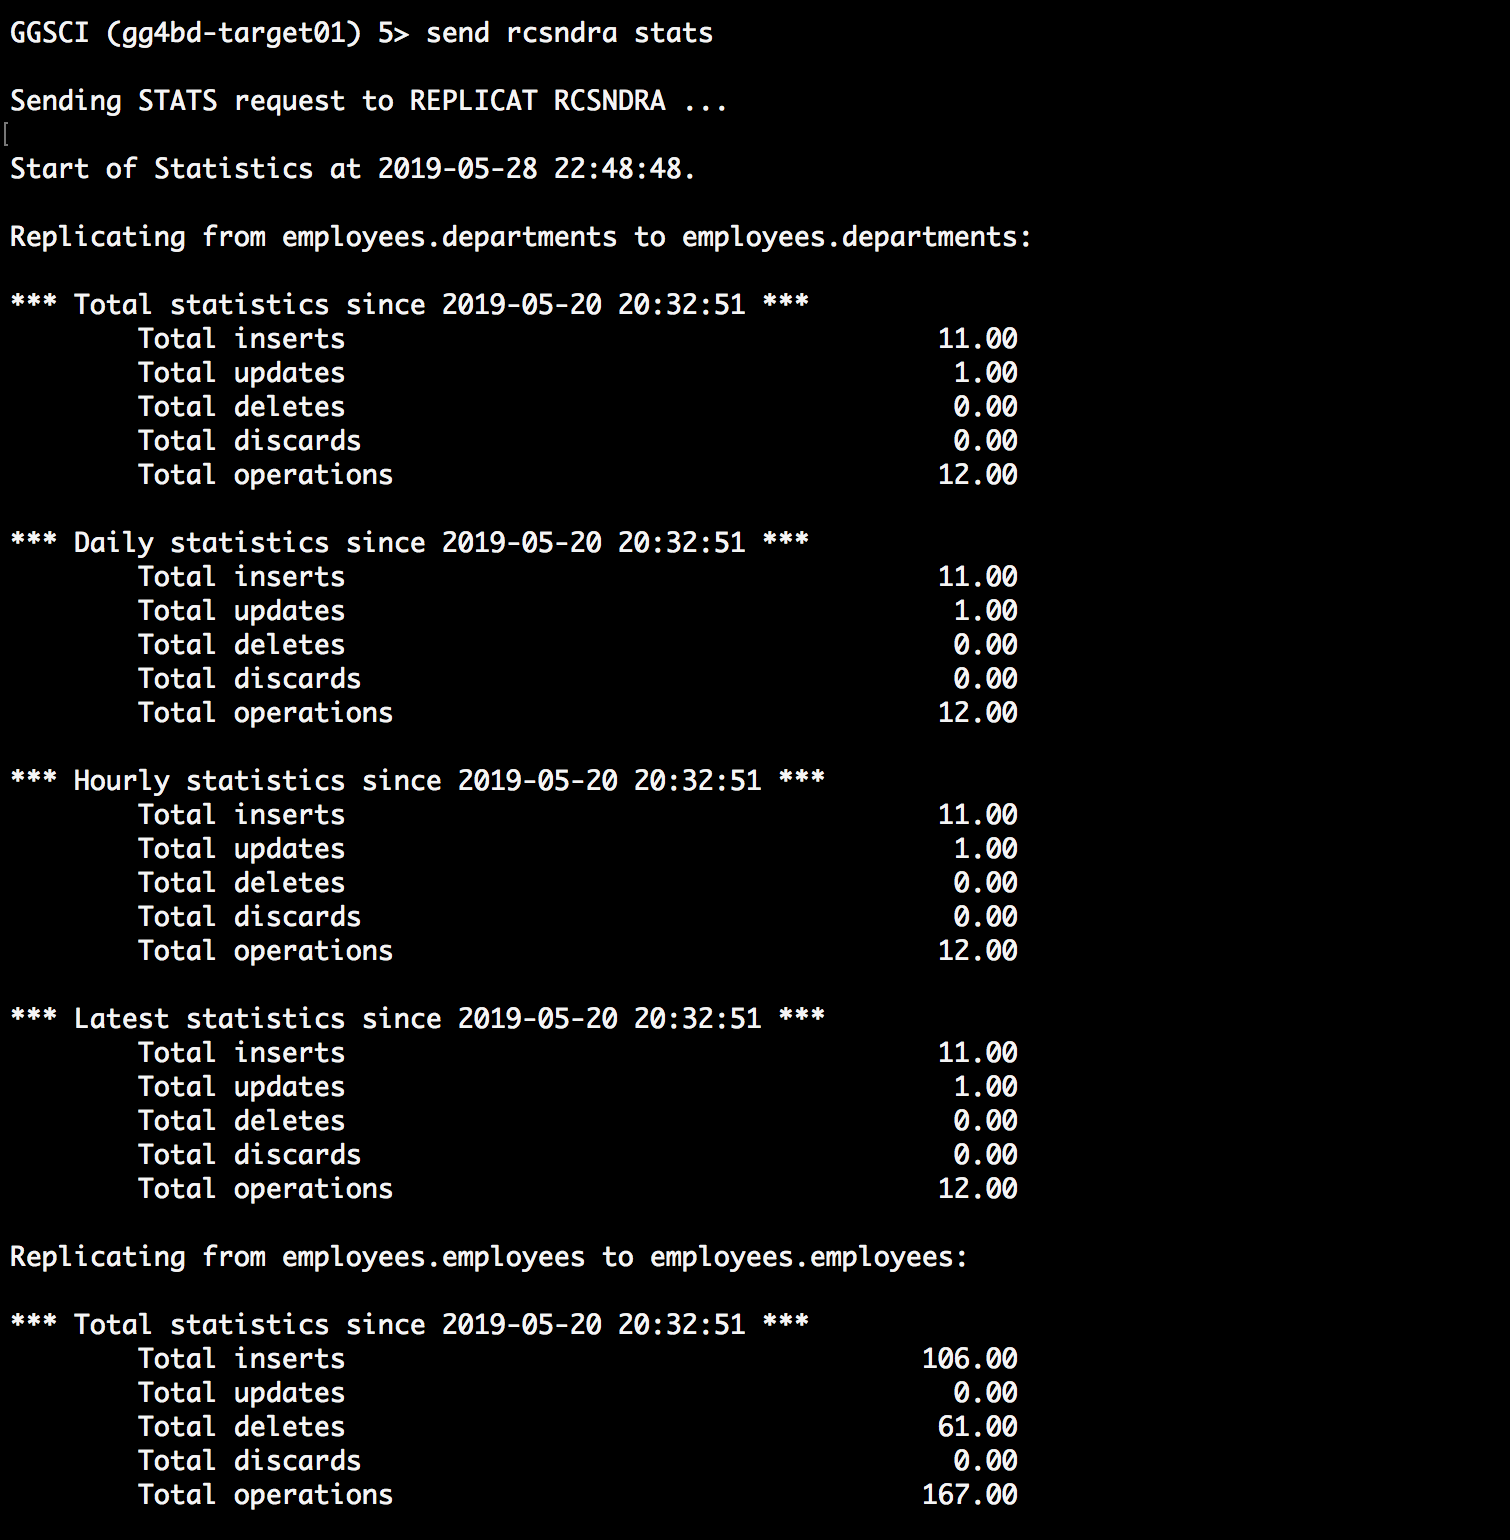 GGSCI (gg4bd-target01) 5> send rcsndra stats
Sending STATS request to REPLICAT RCSNDRA ...
[
Start of Statistics at 2019-05-28 22:48:48.
Replicating from employees.departments to employees.departments:
*** Total statistics since 2019-05-20 20:32:51 ***
Total inserts 11.00
Total updates 1.00
Total deletes 0.00
Total discards 0.00
Total operations 12.00
*** Daily statistics since 2019-05-20 20:32:51 ***
Total inserts 11.00
Total updates 1.00
Total deletes 0.00
Total discards 0.00
Total operations 12.00
*** Hourly statistics since 2019-05-20 20:32:51 ***
Total inserts 11.00
Total updates 1.00
Total deletes 0.00
Total discards 0.00
Total operations 12.00
*** Latest statistics since 2019-05-20 20:32:51 ***
Total inserts 11.00
Total updates 1.00
Total deletes 0.00
Total discards 0.00
Total operations 12.00
Replicating from employees.employees to employees.employees:
*** Total statistics since 2019-05-20 20:32:51 ***
Total inserts 106.00
Total updates 0.00
Total deletes 61.00
Total discards 0.00
Total operations 167.00